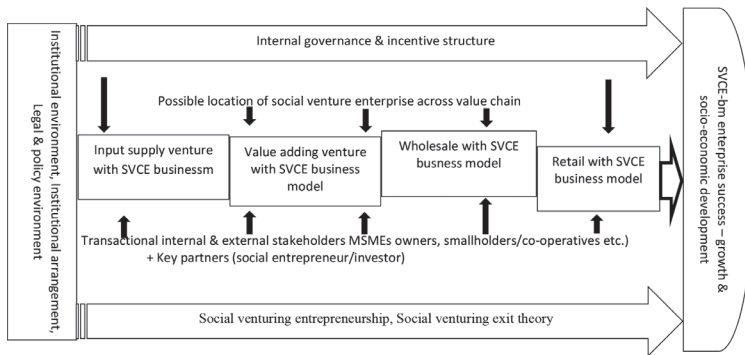 Institutional environment, Institutional arrangement,
Legal & policy environment
Internal governance & incentive structure
Possible location of social venture enterprise across value chain
Input supply venture
with SVCE businessm
Value adding venture
with SVCE business
model
Wholesale with SVCE
busness model
Retail with SVCE
business model
Transactional internal & external stakeholders MSMEs owners, smallholders/co-operatives etc.)
+ Key partners (social entrepreneur/investor)
Social venturing entrepreneurship, Social venturing exit theory
SVCE-bm enterprise success – growth &
socio-economic development